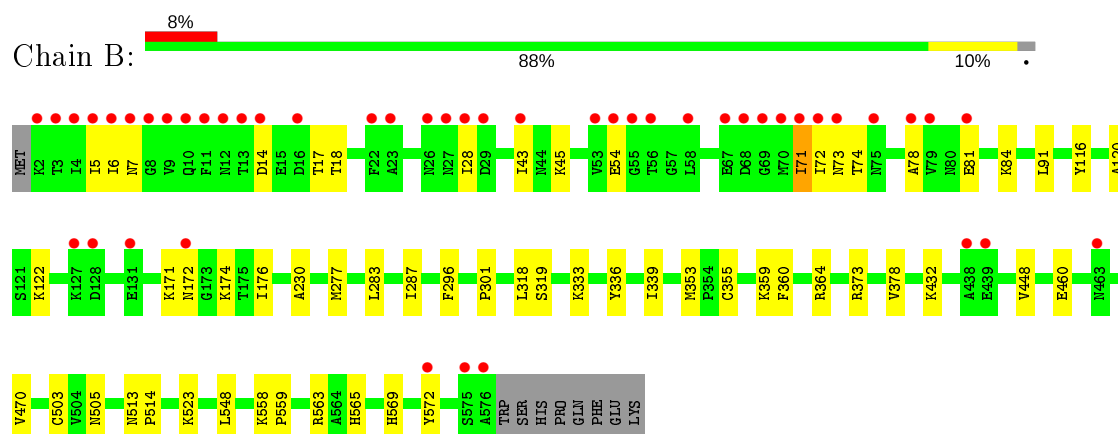 8%
Chain B:
88% 10% •
MET K2 T3 I4 I5 I6 N7 G8 V9 Q10 F11 N12 T13 D14 E15 D16 T17 T18 F22 A23 N26 N27 I28 D29 I43 N44 K45 V53 E54 G55 T56 G57 L58 E67 D68 G69 M70 I71 I72 N73 T74 N75 A78 V79 N80 E81 K84 L91 Y116 A120
S121 K122 K127 D128 E131 K171 N172 G173 K174 T175 I176 A230 M277 L283 I287 F296 P301 L318 S319 K333 Y336 I339 M353 P354 C355 K359 F360 R364 R373 V378 K432 A438 E439 V448 E460 N463
V470 C503 V504 N505 N513 P514 K523 L548 K558 P559 R563 A564 H565 H569 Y572 S575 A576 TRP SER HIS PRO GLN PHE GLU LYS